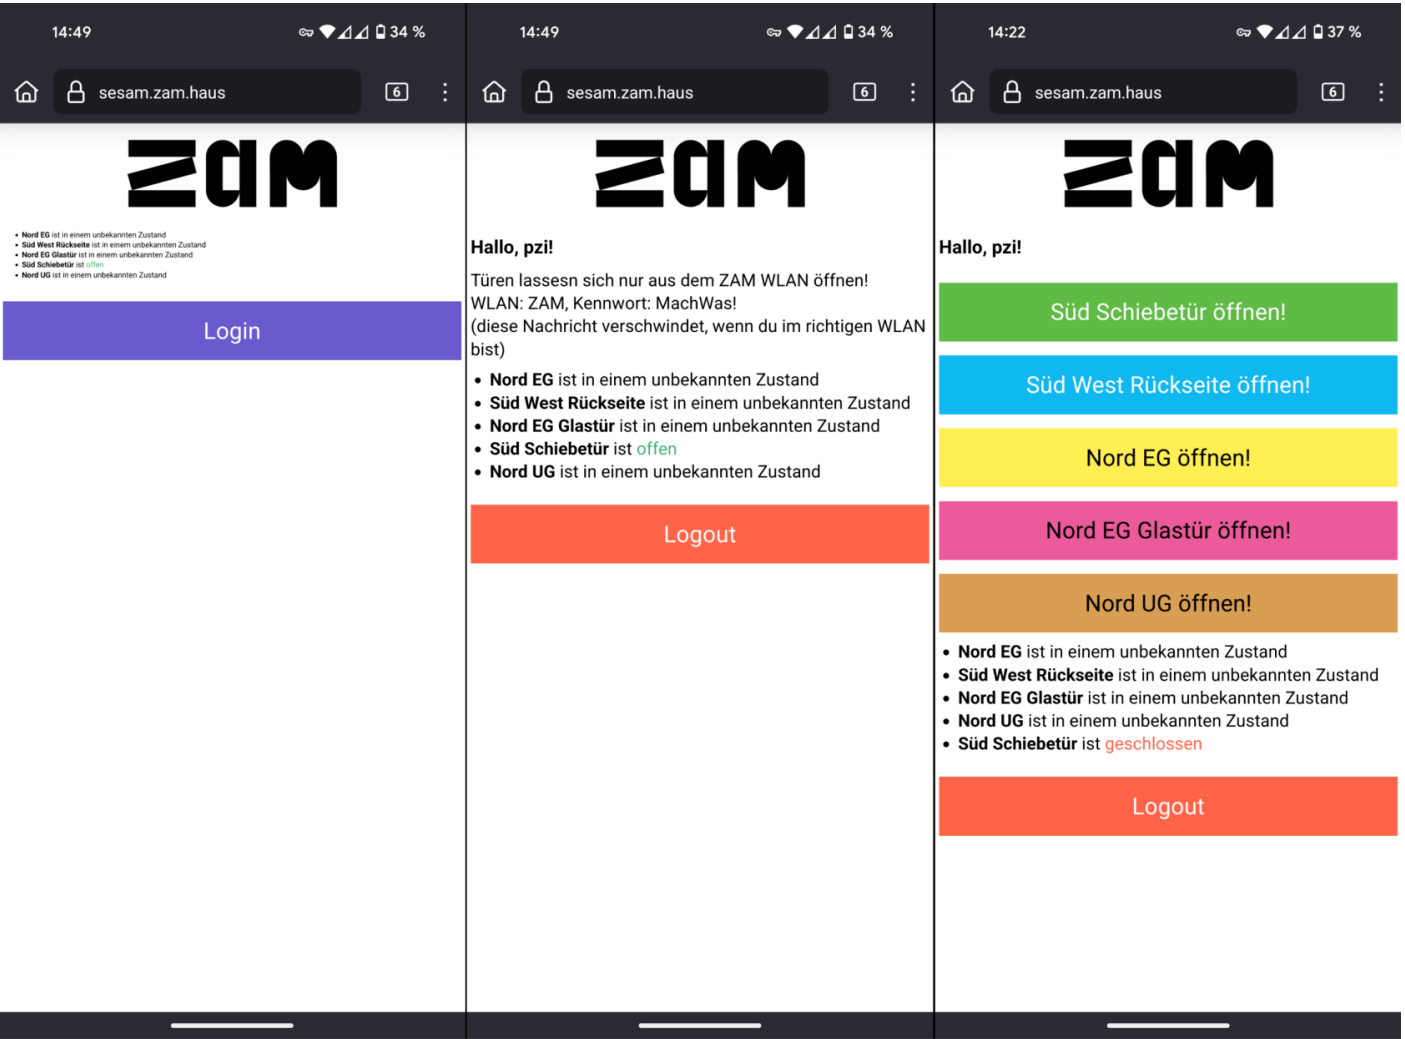 14:49
34 %
sesam.zam.haus
6
zam
Nord EG ist in einem unbekannten Zustand
Süd West Rückseite ist in einem unbekannten Zustand
Nord EG Glastür ist in einem unbekannten Zustand
Süd Schiebetür ist offen
Nord UG ist in einem unbekannten Zustand
Login
14:49
34 %
sesam.zam.haus
6
zam
Hallo, pzi!
Türen lassesn sich nur aus dem ZAM WLAN öffnen!
WLAN: ZAM, Kennwort: MachWas!
(diese Nachricht verschwindet, wenn du im richtigen WLAN
bist)
Nord EG ist in einem unbekannten Zustand
Süd West Rückseite ist in einem unbekannten Zustand
Nord EG Glastür ist in einem unbekannten Zustand
Süd Schiebetür ist offen
Nord UG ist in einem unbekannten Zustand
Logout
14:22
37 %
sesam.zam.haus
6
zam
Hallo, pzi!
Süd Schiebetür öffnen!
Süd West Rückseite öffnen!
Nord EG öffnen!
Nord EG Glastür öffnen!
Nord UG öffnen!
Nord EG ist in einem unbekannten Zustand
Süd West Rückseite ist in einem unbekannten Zustand
Nord EG Glastür ist in einem unbekannten Zustand
Nord UG ist in einem unbekannten Zustand
Süd Schiebetür ist geschlossen
Logout